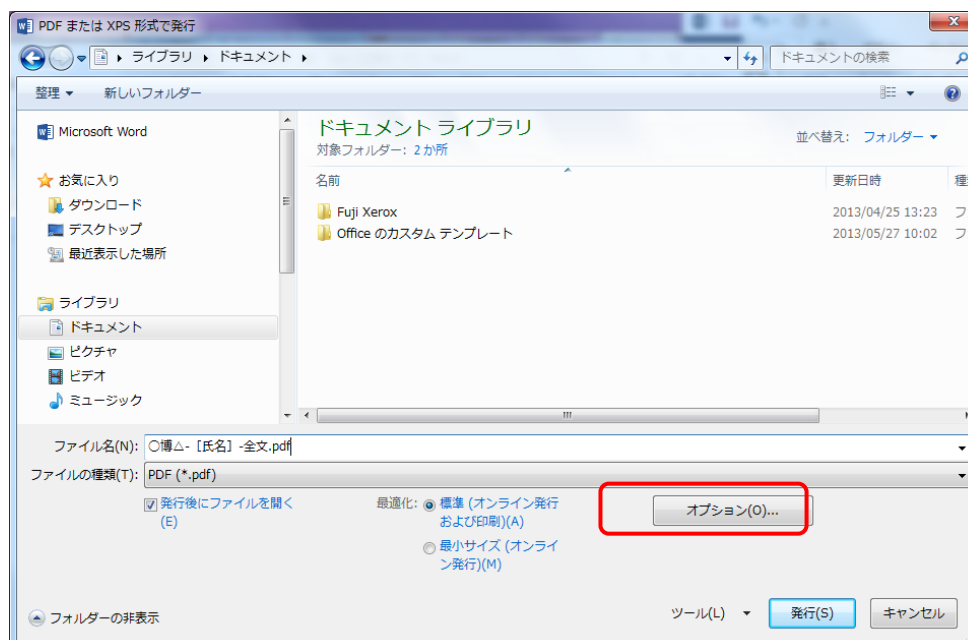 PDF または XPS 形式で発行
ライブラリ ▸ ドキュメント ▸
ドキュメントの検索
整理 ▼ 新しいフォルダー
Microsoft Word
お気に入り
ダウンロード
デスクトップ
最近表示した場所
ライブラリ
ドキュメント
ピクチャ
ビデオ
ミュージック
ドキュメント ライブラリ
対象フォルダー: 2 か所
並べ替え: フォルダー ▼
名前 更新日時 種
Fuji Xerox 2013/04/25 13:23 フ
Office のカスタム テンプレート 2013/05/27 10:02 フ
ファイル名(N): ○博△-［氏名］-全文.pdf
ファイルの種類(T): PDF (*.pdf)
発行後にファイルを開く
(E)
最適化: 標準 (オンライン発行
および印刷)(A)
最小サイズ (オンライ
ン発行)(M)
オプション(O)...
フォルダーの非表示
ツール(L) ▼ 発行(S) キャンセル